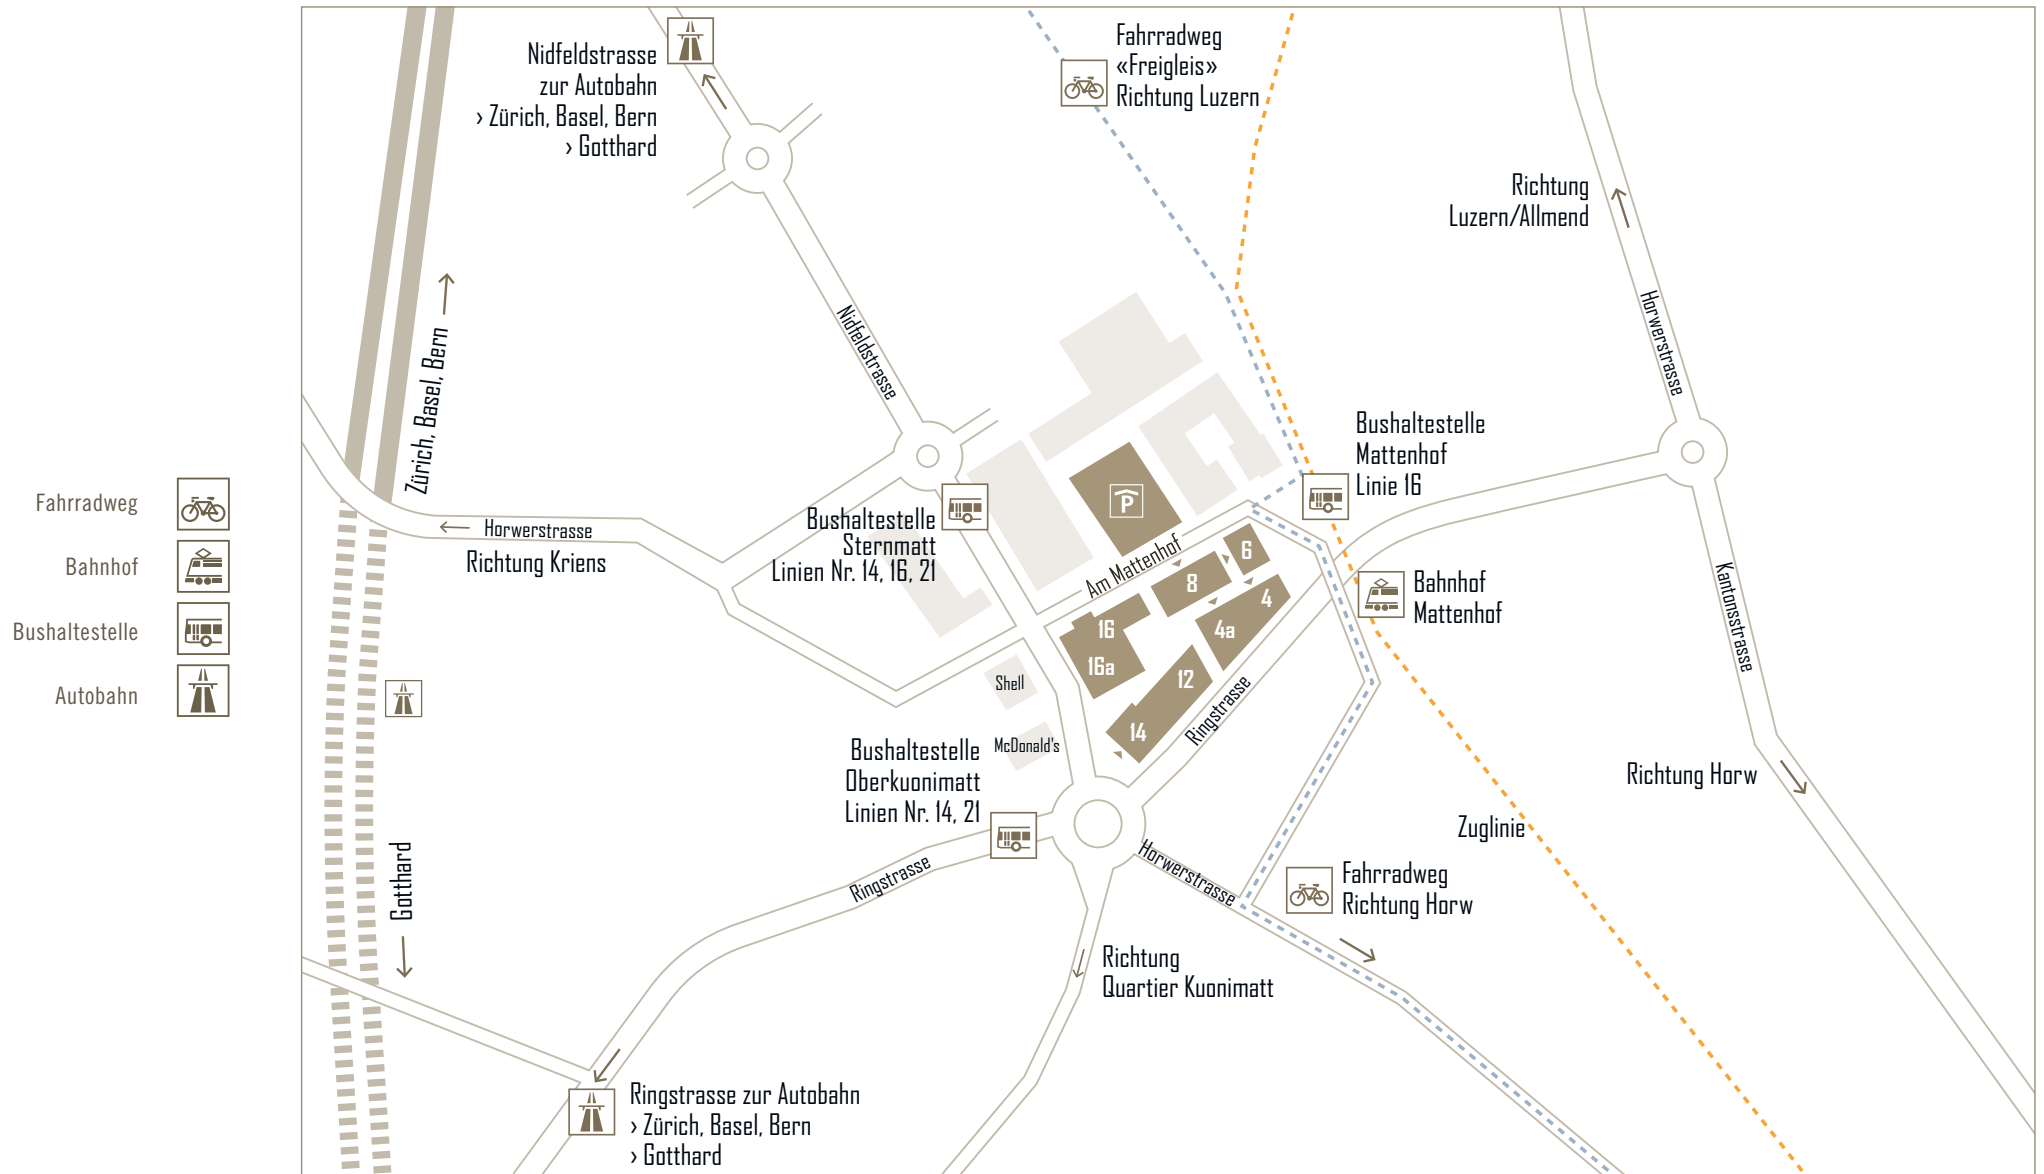 Nidfeldstrasse
zur Autobahn
› Zürich, Basel, Bern
› Gotthard
Fahrradweg
«Freigleis»
Richtung Luzern
Richtung
Luzern/Allmend
Horwerstrasse
Nidfeldstrasse
Zürich, Basel, Bern
Bushaltestelle
Mattenhof
Linie 16
Fahrradweg
Bahnhof
Bushaltestelle
Autobahn
Horwerstrasse
Richtung Kriens
Bushaltestelle
Sternmatt
Linien Nr. 14, 16, 21
P
Am Mattenhof
6
8
4
4a
16
16a
12
14
Bahnhof
Mattenhof
Kantonsstrasse
Shell
McDonald's
Ringstrasse
Bushaltestelle
Oberkuonimatt
Linien Nr. 14, 21
Richtung Horw
Zuglinie
Gotthard
Ringstrasse
Horwerstrasse
Fahrradweg
Richtung Horw
Richtung
Quartier Kuonimatt
Ringstrasse zur Autobahn
› Zürich, Basel, Bern
› Gotthard